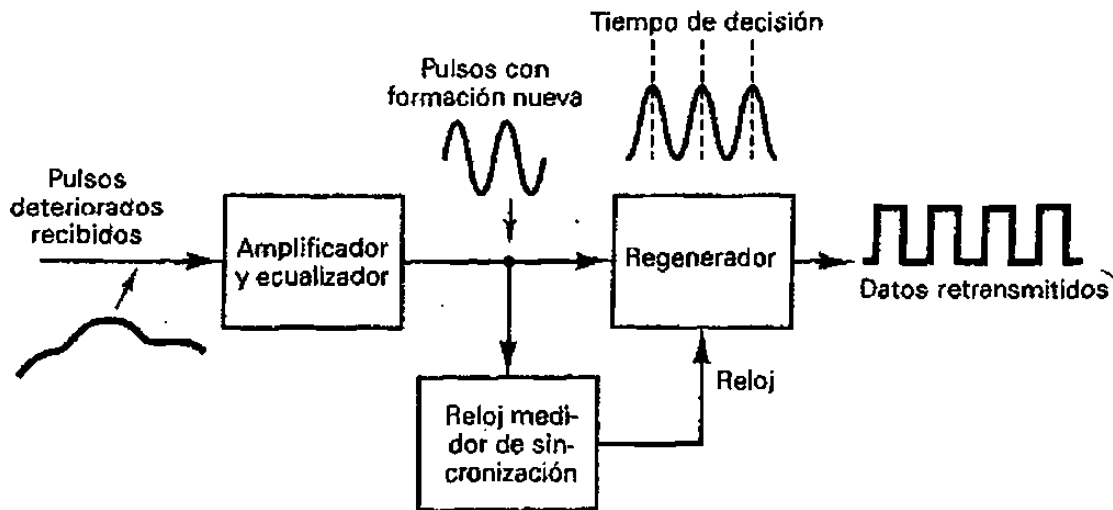 Tiempo de decisión
Pulsos con
formación nueva
Pulsos
deteriorados
recibidos
Amplificador
y ecualizador
Regenerador
Datos retransmitidos
Reloj
Reloj medi-
dor de sin-
cronización